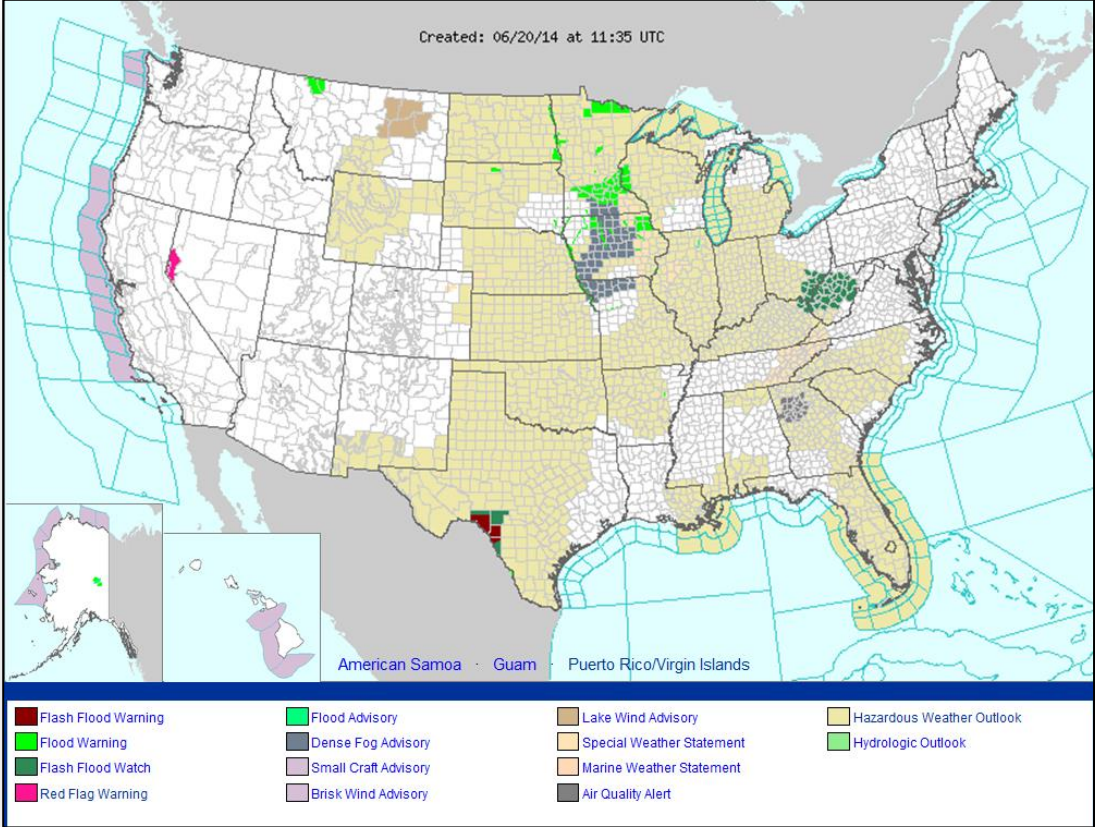 Created: 06/20/14 at 11:35 UTC
American Samoa · Guam · Puerto Rico/Virgin Islands
Flash Flood Warning
Flood Advisory
Lake Wind Advisory
Hazardous Weather Outlook
Flood Warning
Dense Fog Advisory
Special Weather Statement
Hydrologic Outlook
Flash Flood Watch
Small Craft Advisory
Marine Weather Statement
Red Flag Warning
Brisk Wind Advisory
Air Quality Alert